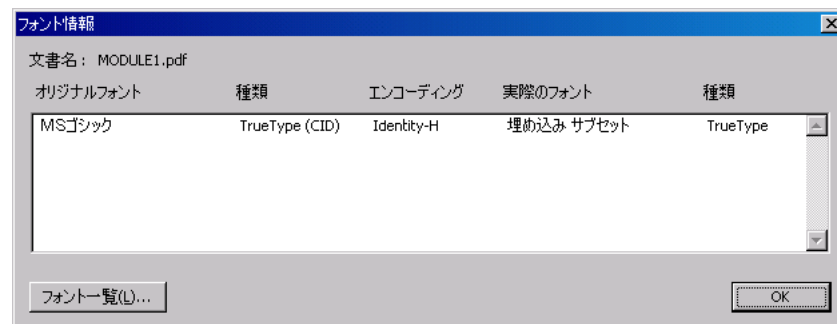 フォント情報
文書名： MODULE1.pdf
オリジナルフォント 種類 エンコーディング 実際のフォント 種類
MSゴシック TrueType (CID) Identity-H 埋め込み サブセット TrueType
フォント一覧(L)... OK